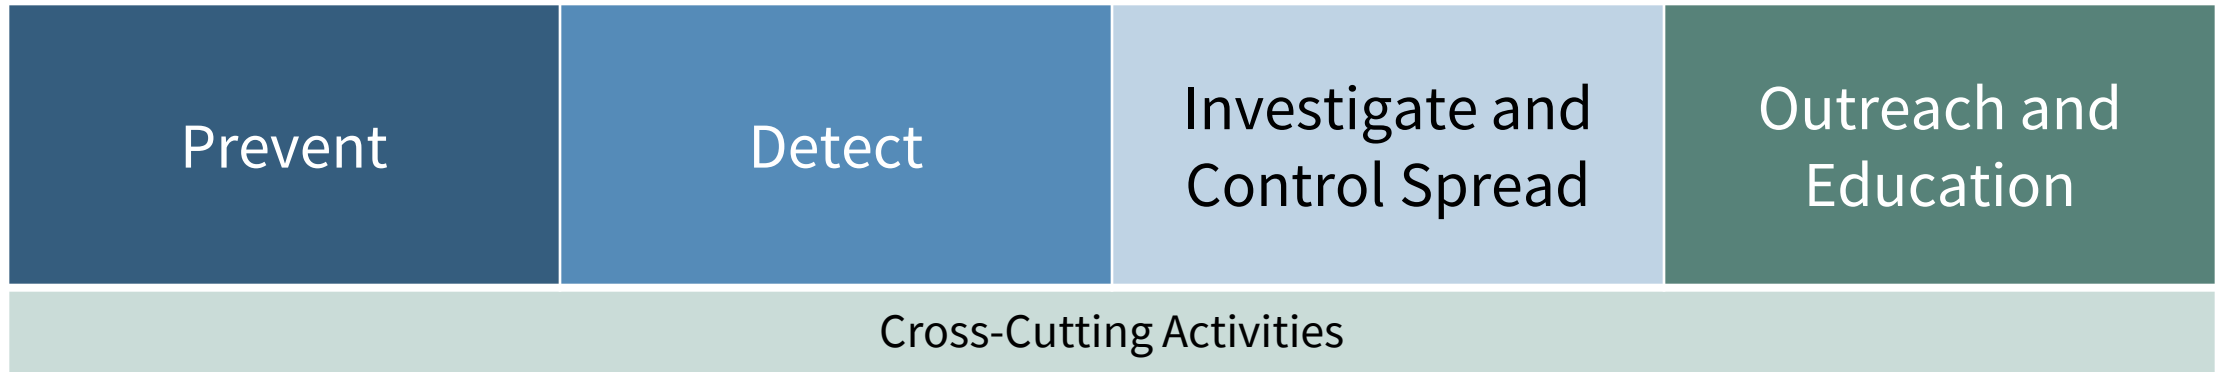 Prevent
Detect
Investigate and
Control Spread
Outreach and
Education
Cross-Cutting Activities